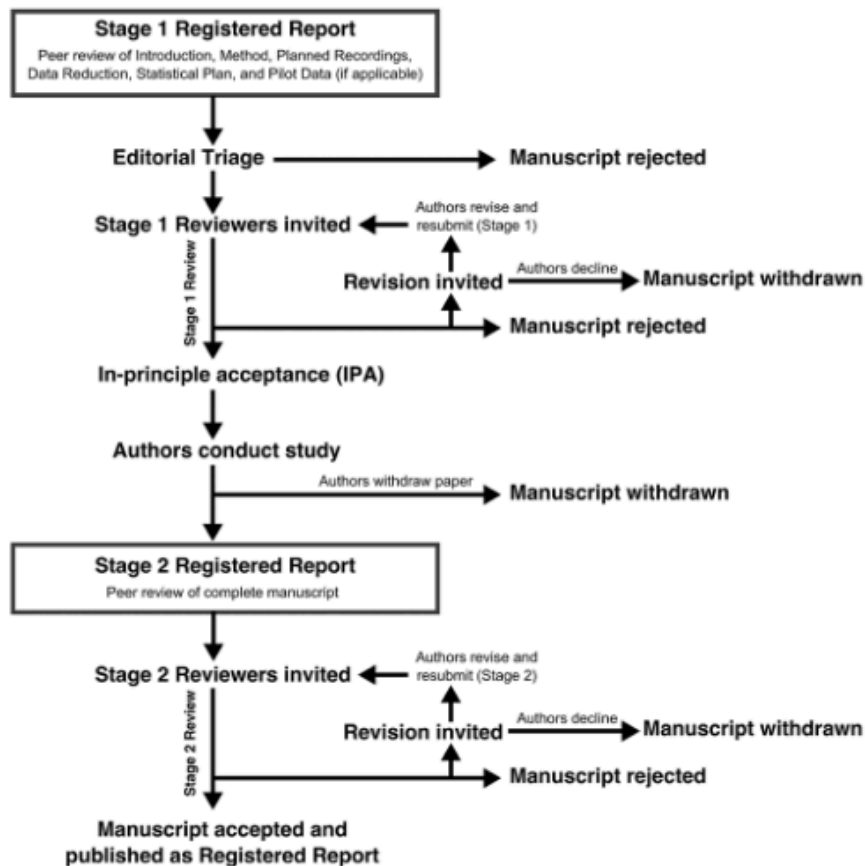 Stage 1 Registered Report
Peer review of Introduction, Method, Planned Recordings,
Data Reduction, Statistical Plan, and Pilot Data (if applicable)
Editorial Triage
Manuscript rejected
Stage 1 Reviewers invited
Authors revise and
resubmit (Stage 1)
Stage 1 Review
Revision invited
Authors decline
Manuscript withdrawn
Manuscript rejected
In-principle acceptance (IPA)
Authors conduct study
Authors withdraw paper
Manuscript withdrawn
Stage 2 Registered Report
Peer review of complete manuscript
Stage 2 Reviewers invited
Authors revise and
resubmit (Stage 2)
Stage 2 Review
Revision invited
Authors decline
Manuscript withdrawn
Manuscript rejected
Manuscript accepted and
published as Registered Report